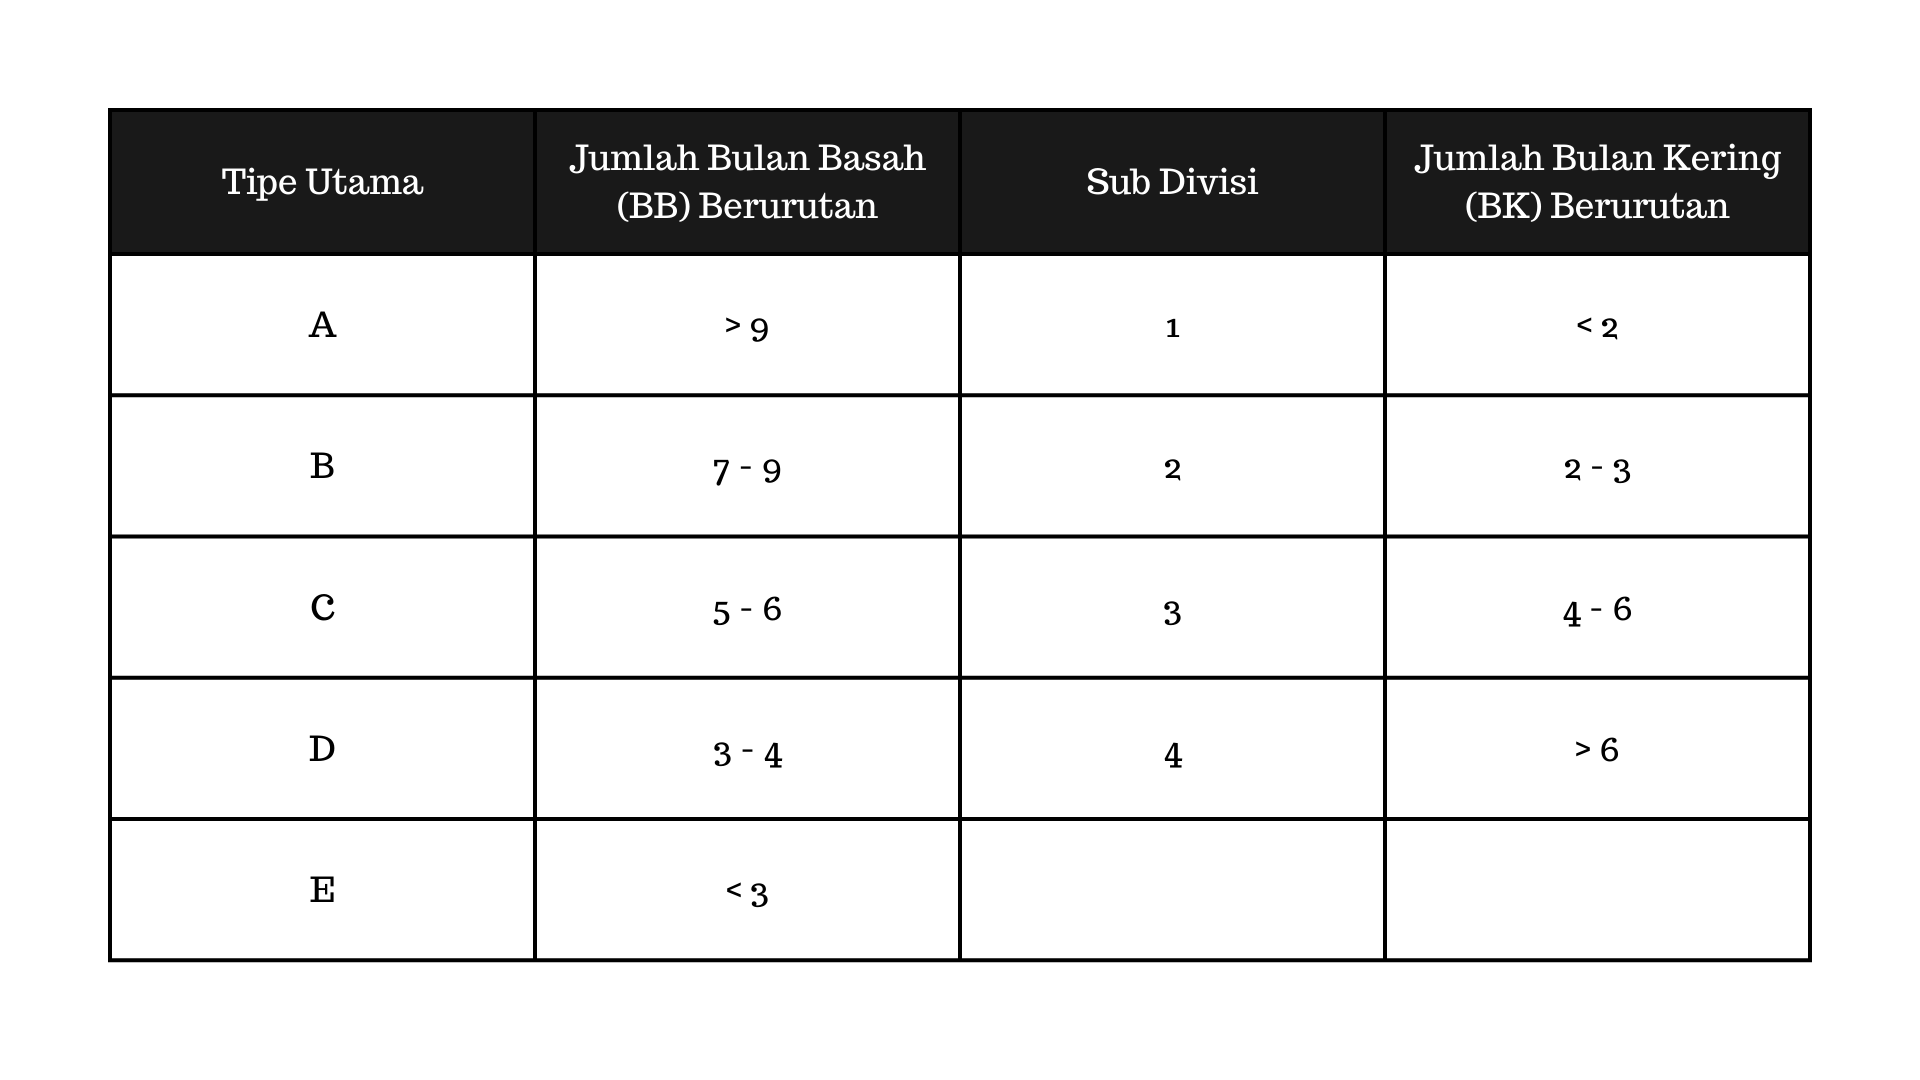 Tipe Utama
Jumlah Bulan Basah
(BB) Berurutan
Sub Divisi
Jumlah Bulan Kering
(BK) Berurutan
A
> 9
1
< 2
B
7 - 9
2
2 - 3
C
5 - 6
3
4 - 6
D
3 - 4
4
> 6
E
< 3